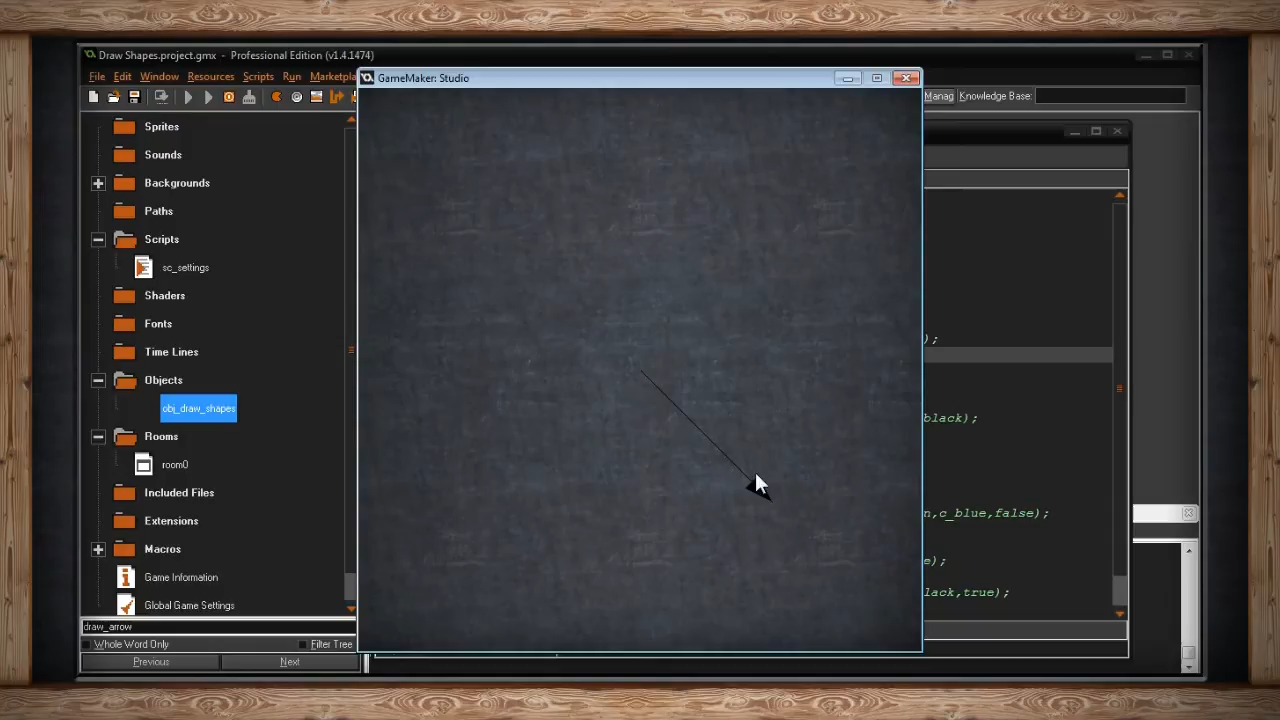 Draw Shapes.project.gmx - Professional Edition (v1.4.1474)
File Edit Window Resources Scripts Run Marketpla
GameMaker: Studio
Manag Knowledge Base:
Sprites
Sounds
Backgrounds
Paths
Scripts
sc_settings
Shaders
Fonts
Time Lines
);
Objects
obj_draw_shapes
black);
Rooms
room0
Included Files
n,c_blue,false);
Extensions
Macros
e);
Game Information
lack,true);
Global Game Settings
draw_arrow
Whole Word Only Filter Tree
Previous Next